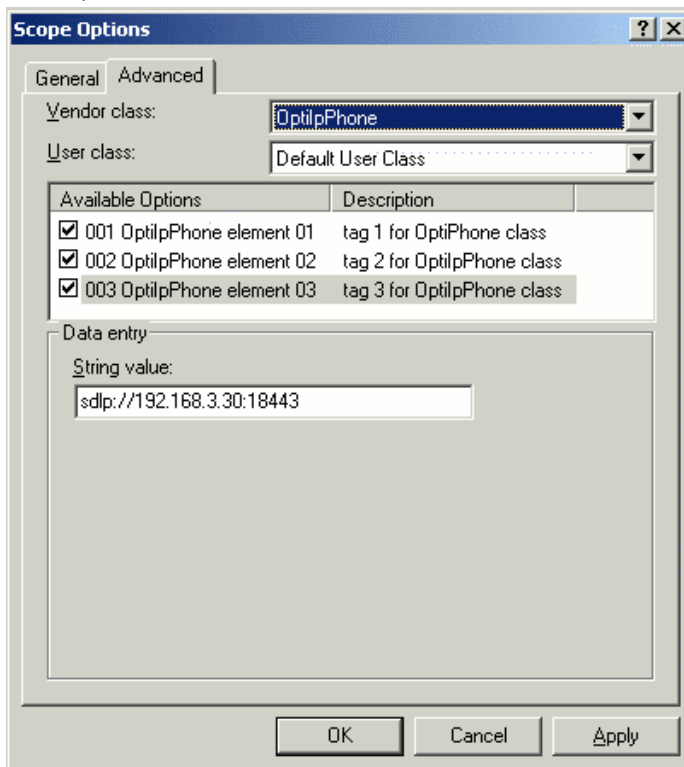 Scope Options
General Advanced
Vendor class: OptiIpPhone
User class: Default User Class
Available Options Description
001 OptiIpPhone element 01 tag 1 for OptiPhone class
002 OptiIpPhone element 02 tag 2 for OptiIpPhone class
003 OptiIpPhone element 03 tag 3 for OptiIpPhone class
Data entry
String value:
sdlp://192.168.3.30:18443
OK Cancel Apply